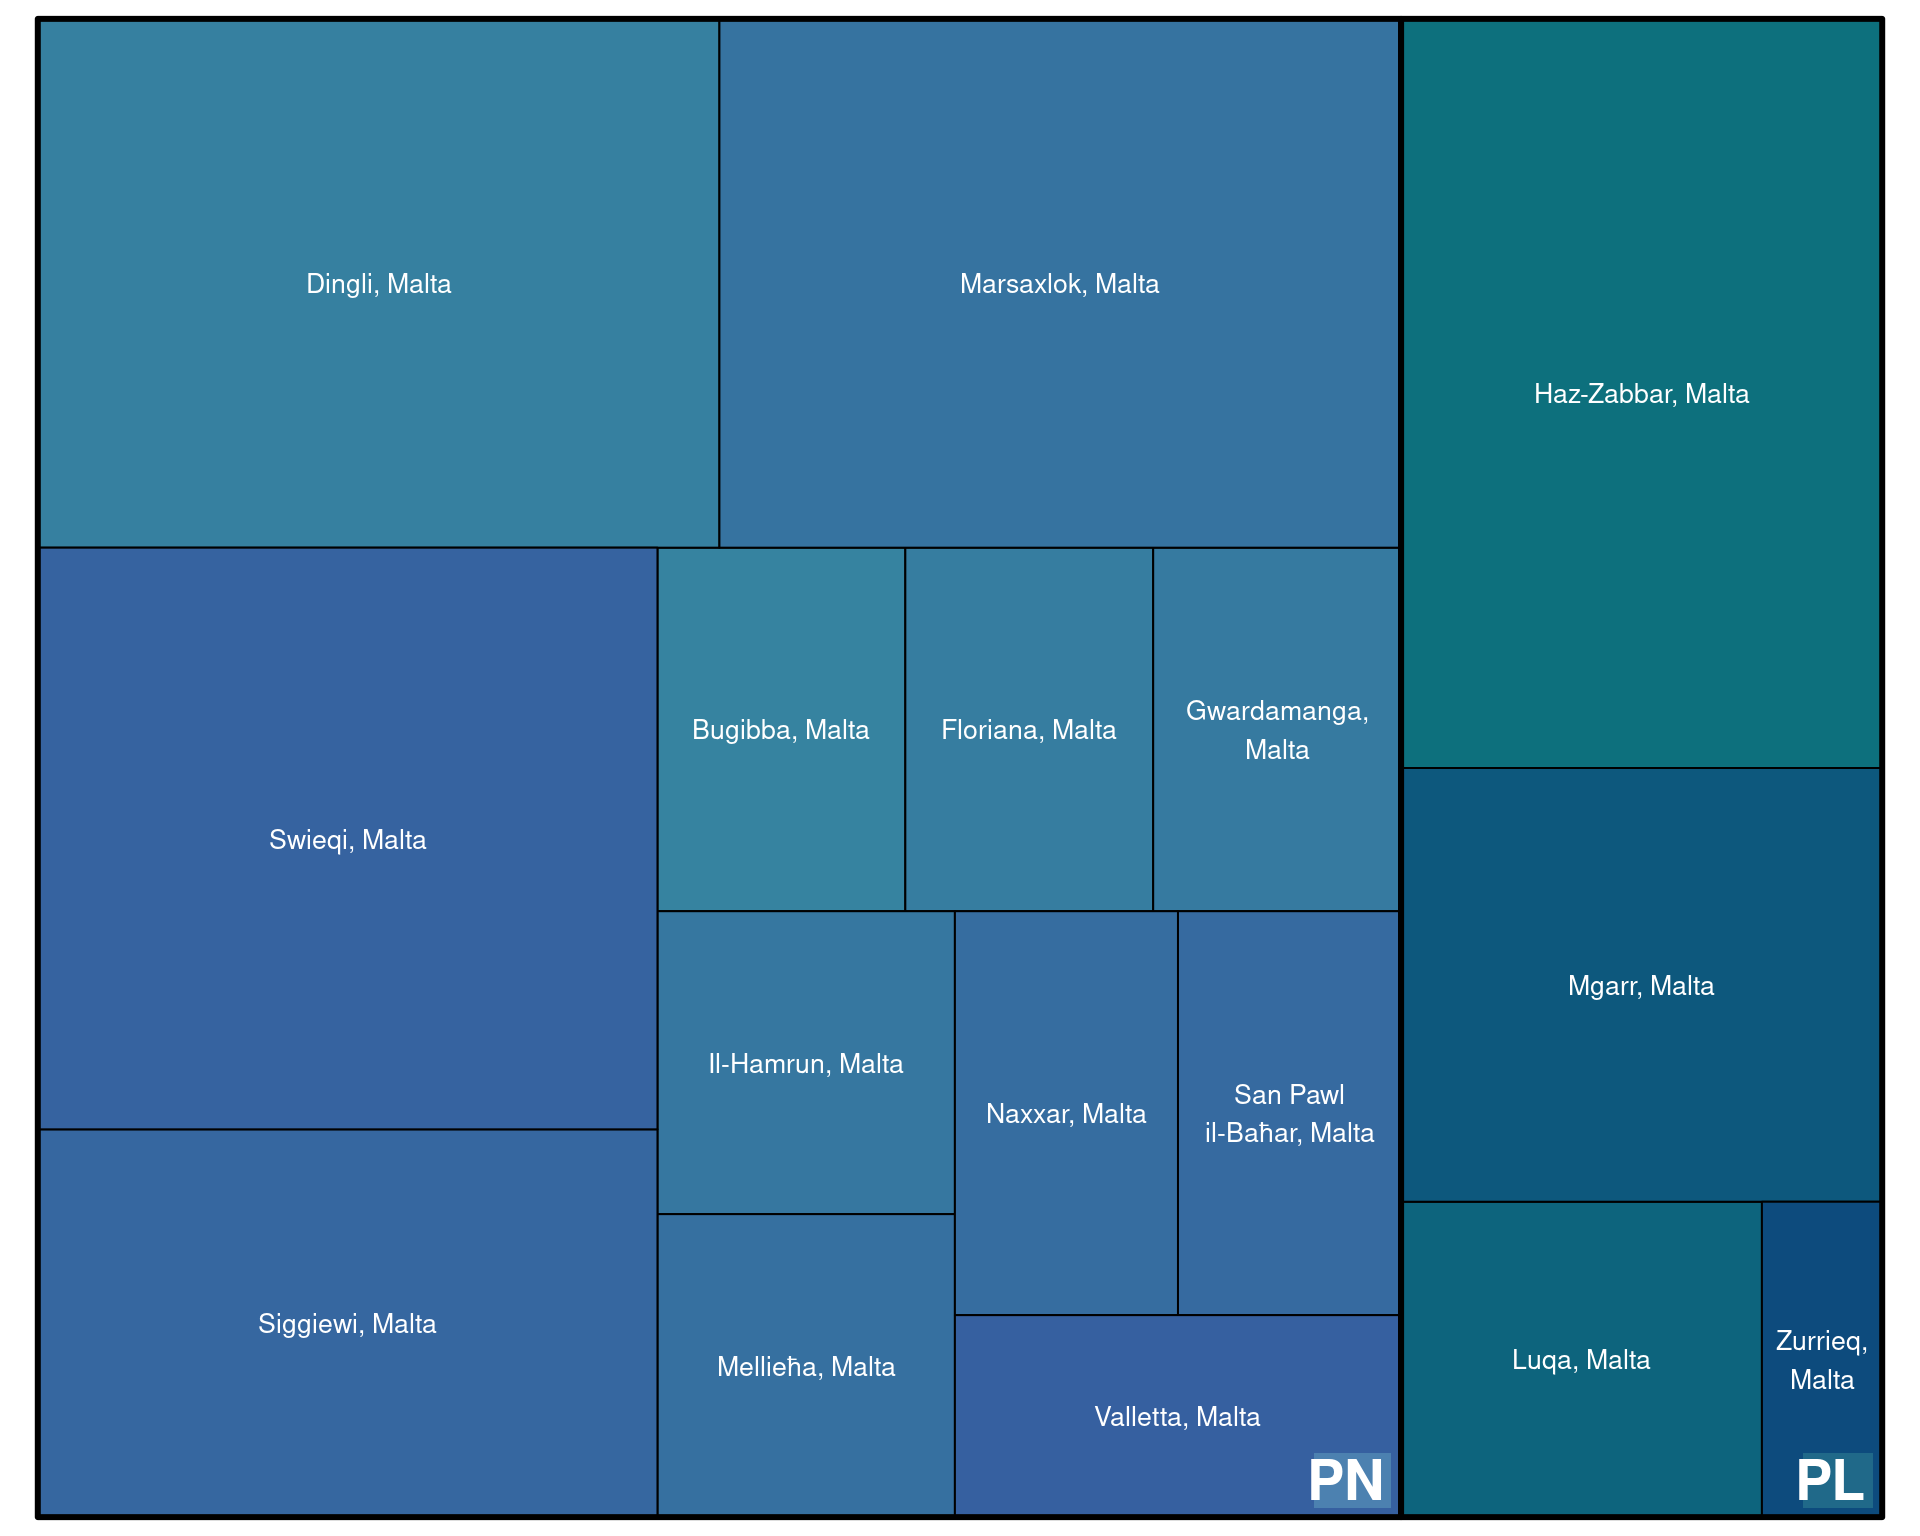 Dingli, Malta
Marsaxlok, Malta
Haz-Zabbar, Malta
Swieqi, Malta
Bugibba, Malta
Floriana, Malta
Gwardamanga,
Malta
Mgarr, Malta
Il-Hamrun, Malta
Naxxar, Malta
San Pawl
il-Baħar, Malta
Siggiewi, Malta
Mellieħa, Malta
Valletta, Malta
Luqa, Malta
Zurrieq,
Malta
PN
PL